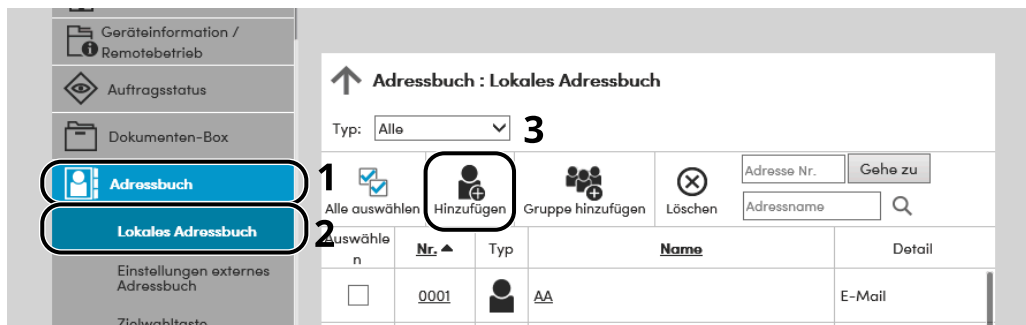 Geräteinformation /
Remotebetrieb
Auftragsstatus
Dokumenten-Box
Adressbuch
1
Lokales Adressbuch
2
Einstellungen externes
Adressbuch
Zielwahltaste
Adressbuch : Lokales Adressbuch
Typ: Alle
3
Alle auswählen
Hinzufügen
Gruppe hinzufügen
Löschen
Adresse Nr.
Gehe zu
Adressname
Auswähle
n
Nr.
Typ
Name
Detail
0001
AA
E-Mail